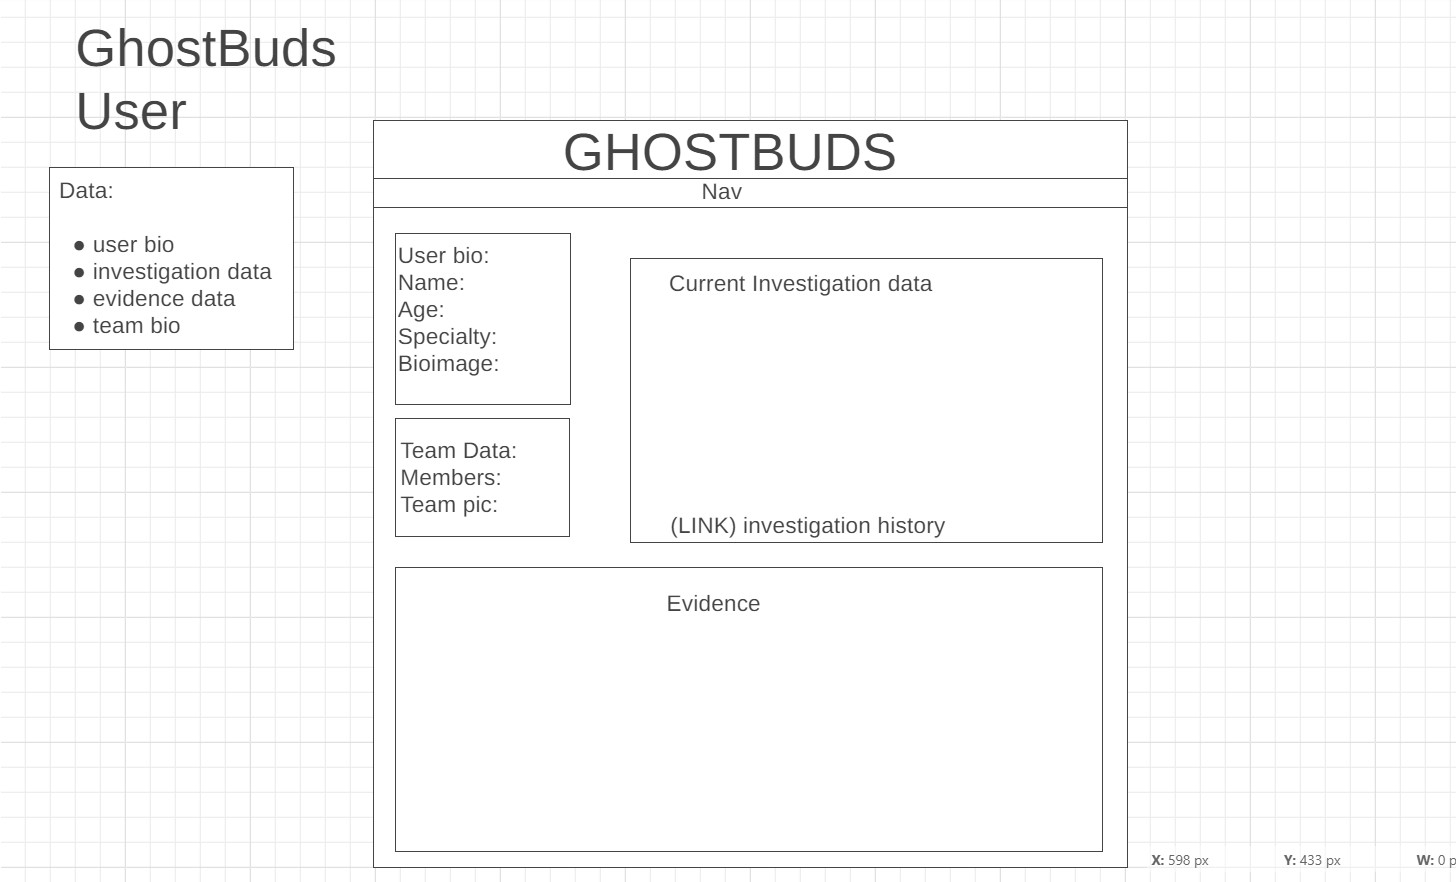 GhostBuds
User
Data:
● user bio
● investigation data
● evidence data
● team bio
GHOSTBUDS
Nav
User bio:
Name:
Age:
Specialty:
Bioimage:
Team Data:
Members:
Team pic:
Current Investigation data
(LINK) investigation history
Evidence
X: 598 px Y: 433 px W: 0 p